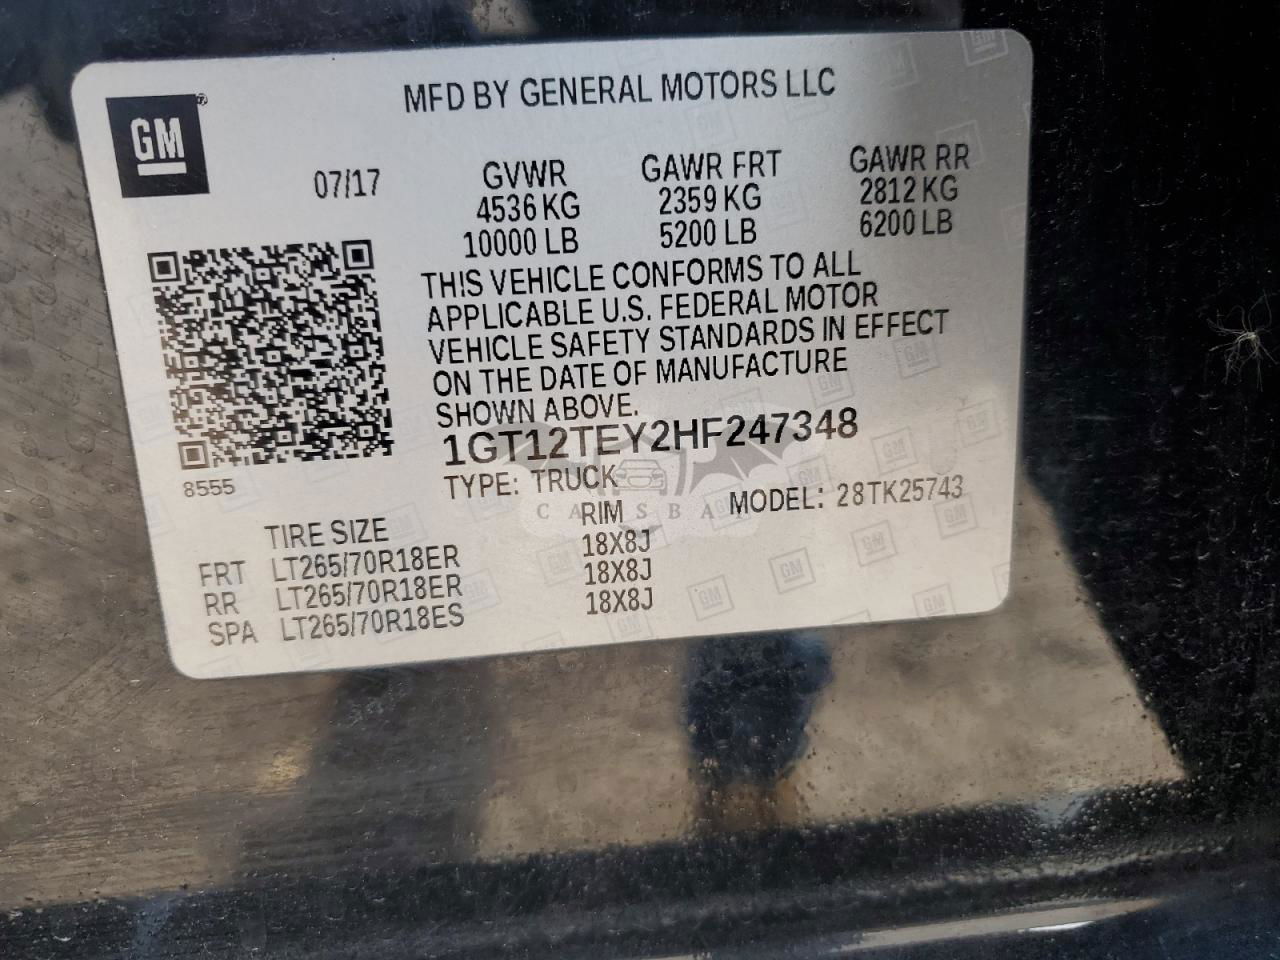 MFD BY GENERAL MOTORS LLC
GM
07/17
GVWR
4536 KG
10000 LB
GAWR FRT
2359 KG
5200 LB
GAWR RR
2812 KG
6200 LB
THIS VEHICLE CONFORMS TO ALL
APPLICABLE U.S. FEDERAL MOTOR
VEHICLE SAFETY STANDARDS IN EFFECT
ON THE DATE OF MANUFACTURE
SHOWN ABOVE.
1GT12TEY2HF247348
8555
TYPE: TRUCK
MODEL: 28TK25743
CARSBAT
TIRE SIZE RIM
FRT LT265/70R18ER 18X8J
RR LT265/70R18ER 18X8J
SPA LT265/70R18ES 18X8J